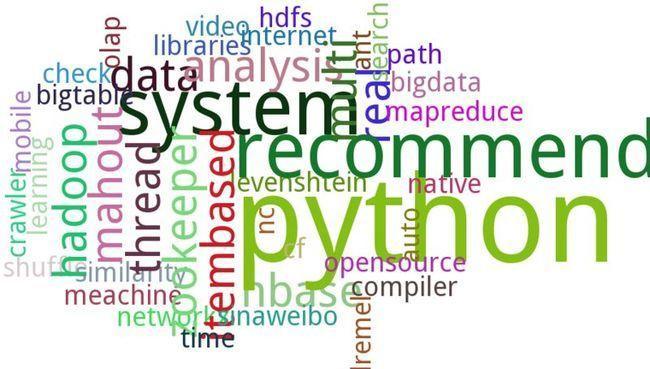 hdfs
video
internet
olap
libraries
multi
ant
search
path
check
data
analysis
real
bigdata
bigtable
system
mapreduce
mobile
recommend
learning
hadoop
mahout
thread
zookeeper
itembased
levenshtein
native
crawler
python
nc
auto
cf
shuffle
similarity
opensource
meachine
hbase
compiler
network
sinaweibo
time
dremel